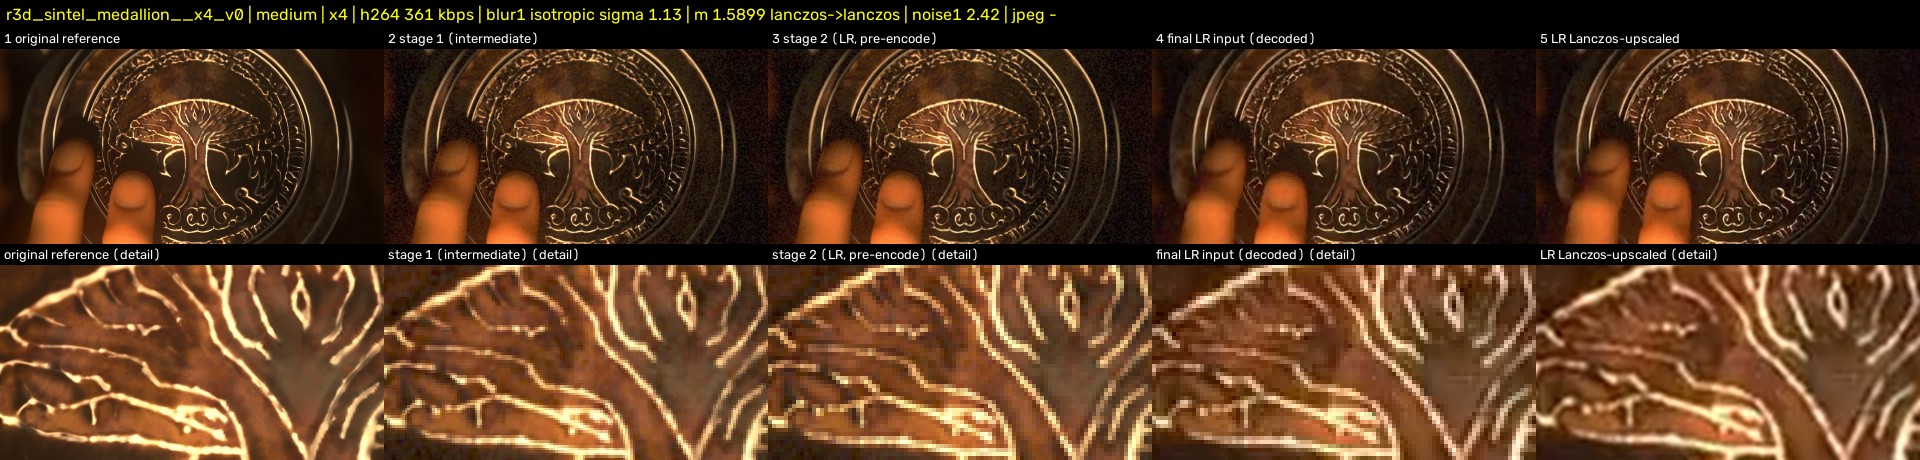 r3d_sintel_medallion__x4_v0 | medium | x4 | h264 361 kbps | blur1 isotropic sigma 1.13 | m 1.5899 lanczos->lanczos | noise1 2.42 | jpeg -
1 original reference
2 stage 1 (intermediate)
3 stage 2 (LR, pre-encode)
4 final LR input (decoded)
5 LR Lanczos-upscaled
original reference (detail)
stage 1 (intermediate) (detail)
stage 2 (LR, pre-encode) (detail)
final LR input (decoded) (detail)
LR Lanczos-upscaled (detail)